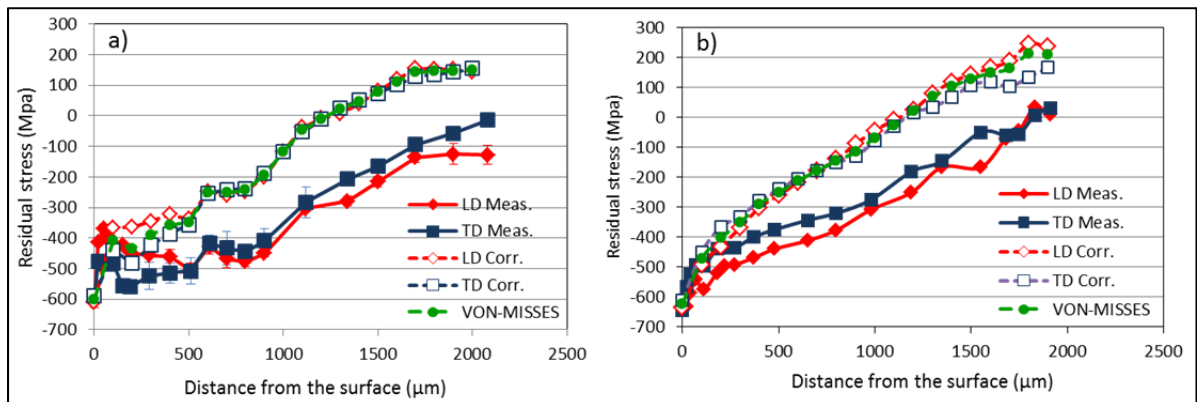 a)
Residual stress (Mpa)
300
200
100
0
-100
-200
-300
-400
-500
-600
-700
0
500
1000
1500
2000
2500
Distance from the surface (μm)
LD Meas.
TD Meas.
LD Corr.
TD Corr.
VON-MISSES
b)
Residual stress (Mpa)
300
200
100
0
-100
-200
-300
-400
-500
-600
-700
0
500
1000
1500
2000
2500
Distance from the surface (μm)
LD Meas.
TD Meas.
LD Corr.
TD Corr.
VON-MISSES